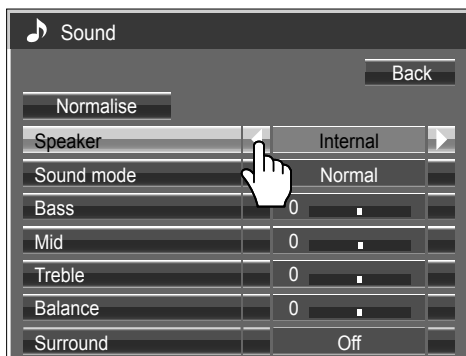 Sound
Back
Normalise
Speaker Internal
Sound mode Normal
Bass 0
Mid 0
Treble 0
Balance 0
Surround Off